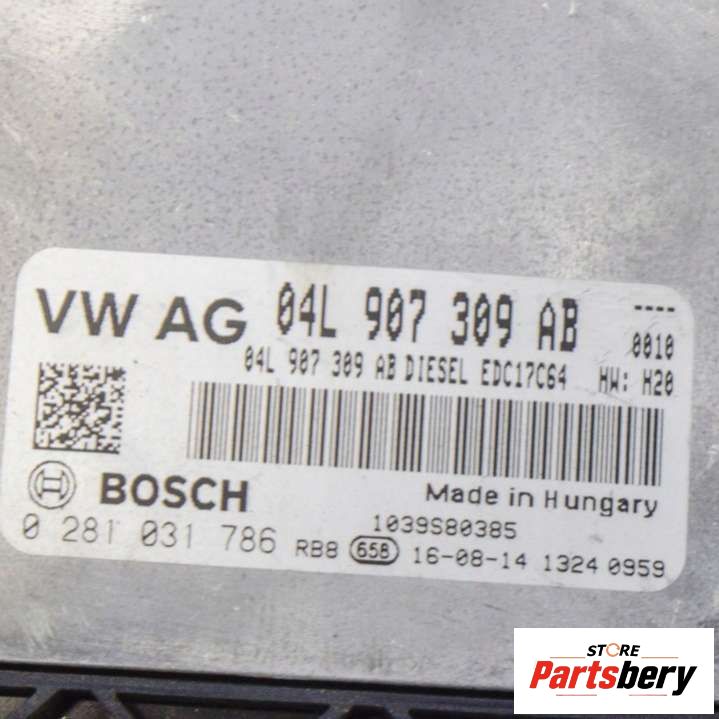 VW AG 04L 907 309 AB ----
0010
04L 907 309 AB DIESEL EDC17C64 HW: H20
BOSCH Made in Hungary
1039S80385
0 281 031 786 RB8 658 16-08-14 1324 0959
STORE
Partsbery